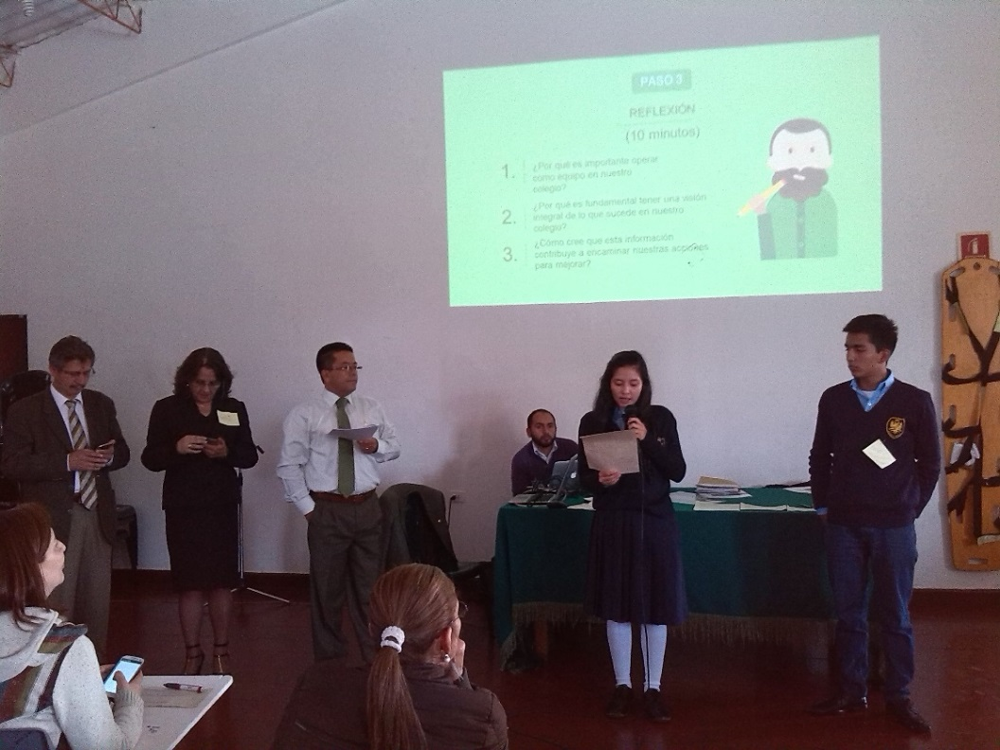 PASO 3
REFLEXIÓN
(10 minutos)
1. ¿Por qué es importante operar
como equipo en nuestro
colegio?
2. ¿Por qué es fundamental tener una visión
integral de lo que sucede en nuestro
colegio?
3. ¿Cómo cree que esta información
contribuye a encaminar nuestras acciones
para mejorar?